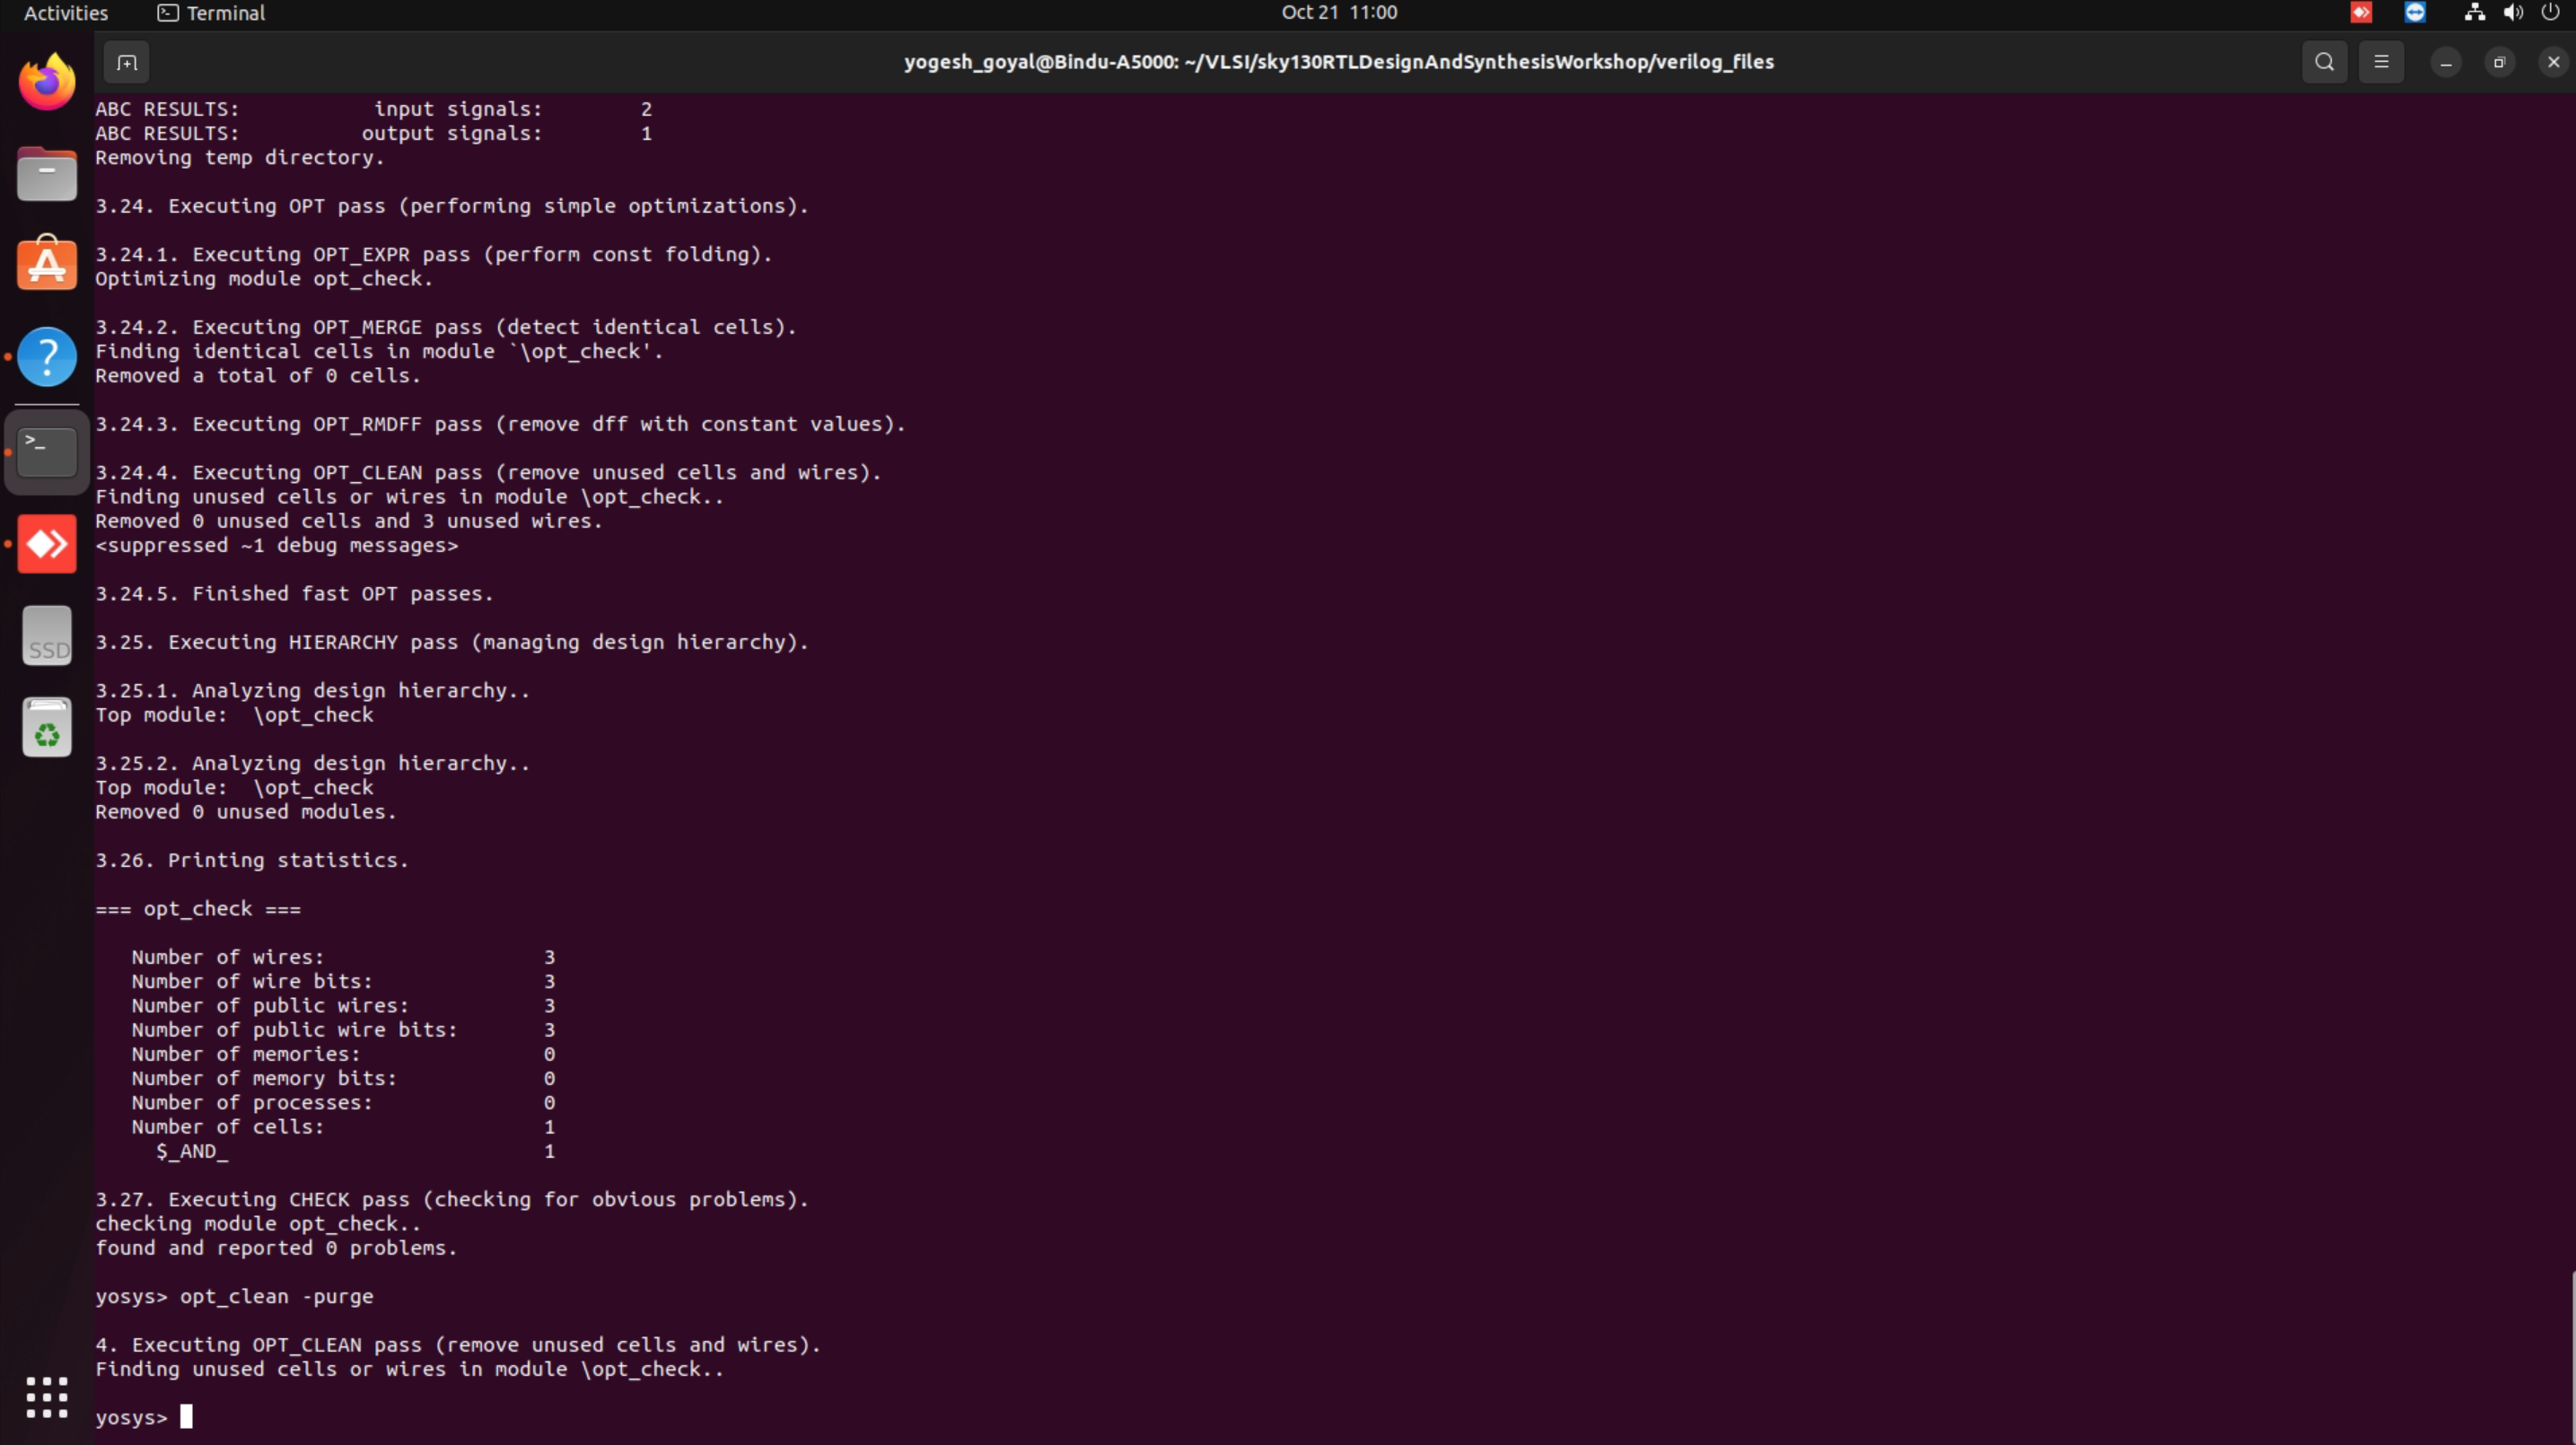 Activities Terminal Oct 21 11:00
yogesh_goyal@Bindu-A5000: ~/VLSI/sky130RTLDesignAndSynthesisWorkshop/verilog_files
ABC RESULTS:           input signals:        2
ABC RESULTS:          output signals:        1
Removing temp directory.
3.24. Executing OPT pass (performing simple optimizations).
3.24.1. Executing OPT_EXPR pass (perform const folding).
Optimizing module opt_check.
3.24.2. Executing OPT_MERGE pass (detect identical cells).
Finding identical cells in module `\opt_check'.
Removed a total of 0 cells.
3.24.3. Executing OPT_RMDFF pass (remove dff with constant values).
3.24.4. Executing OPT_CLEAN pass (remove unused cells and wires).
Finding unused cells or wires in module \opt_check..
Removed 0 unused cells and 3 unused wires.
<suppressed ~1 debug messages>
3.24.5. Finished fast OPT passes.
SSD
3.25. Executing HIERARCHY pass (managing design hierarchy).
3.25.1. Analyzing design hierarchy..
Top module:  \opt_check
3.25.2. Analyzing design hierarchy..
Top module:  \opt_check
Removed 0 unused modules.
3.26. Printing statistics.
=== opt_check ===
Number of wires:                  3
Number of wire bits:              3
Number of public wires:           3
Number of public wire bits:       3
Number of memories:               0
Number of memory bits:            0
Number of processes:              0
Number of cells:                  1
$_AND_                          1
3.27. Executing CHECK pass (checking for obvious problems).
checking module opt_check..
found and reported 0 problems.
yosys> opt_clean -purge
4. Executing OPT_CLEAN pass (remove unused cells and wires).
Finding unused cells or wires in module \opt_check..
yosys>